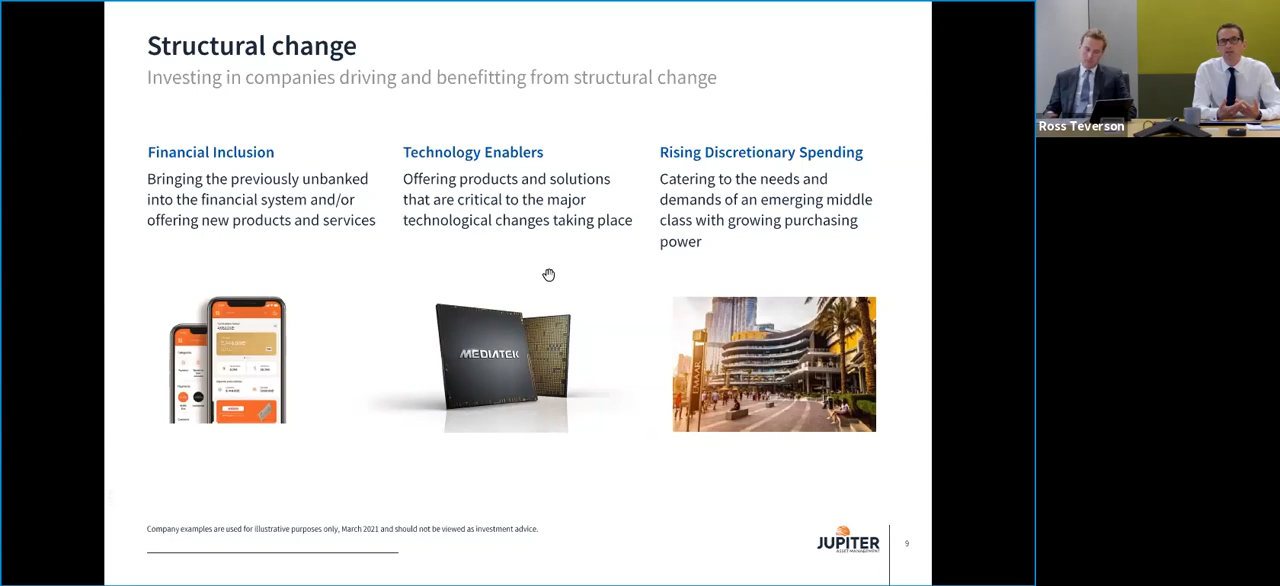 Structural change
Investing in companies driving and benefitting from structural change
Financial Inclusion
Bringing the previously unbanked
into the financial system and/or
offering new products and services
Technology Enablers
Offering products and solutions
that are critical to the major
technological changes taking place
Rising Discretionary Spending
Catering to the needs and
demands of an emerging middle
class with growing purchasing
power
MEDIATEK
EMAAR
Company examples are used for illustrative purposes only, March 2021 and should not be viewed as investment advice.
JUPITER
ASSET MANAGEMENT
9
Ross Teverson